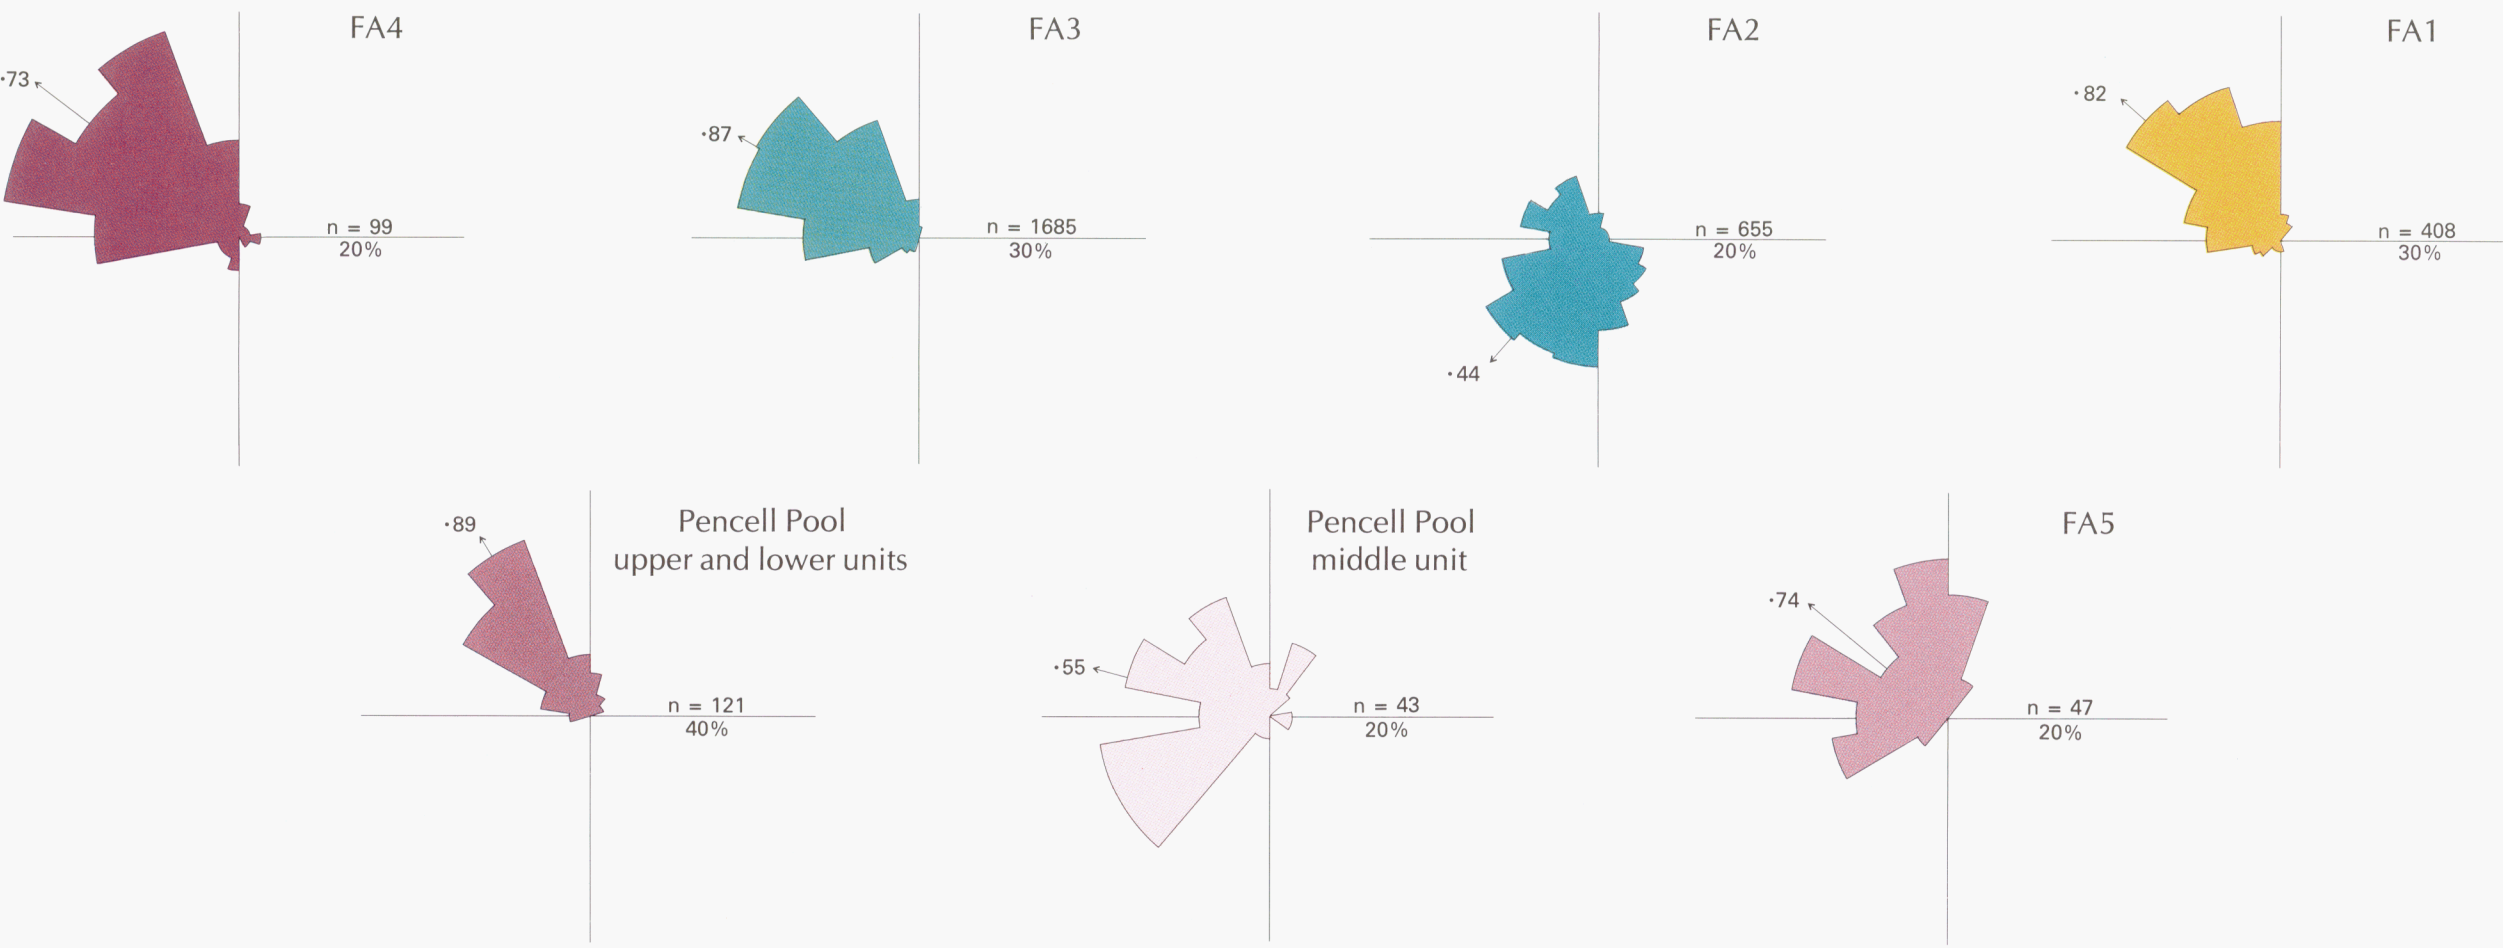 FA4
·73
n = 99
20%
FA3
·87
n = 1685
30%
FA2
n = 655
20%
·44
FA1
·82
n = 408
30%
·89
Pencell Pool
upper and lower units
n = 121
40%
Pencell Pool
middle unit
·55
n = 43
20%
FA5
·74
n = 47
20%